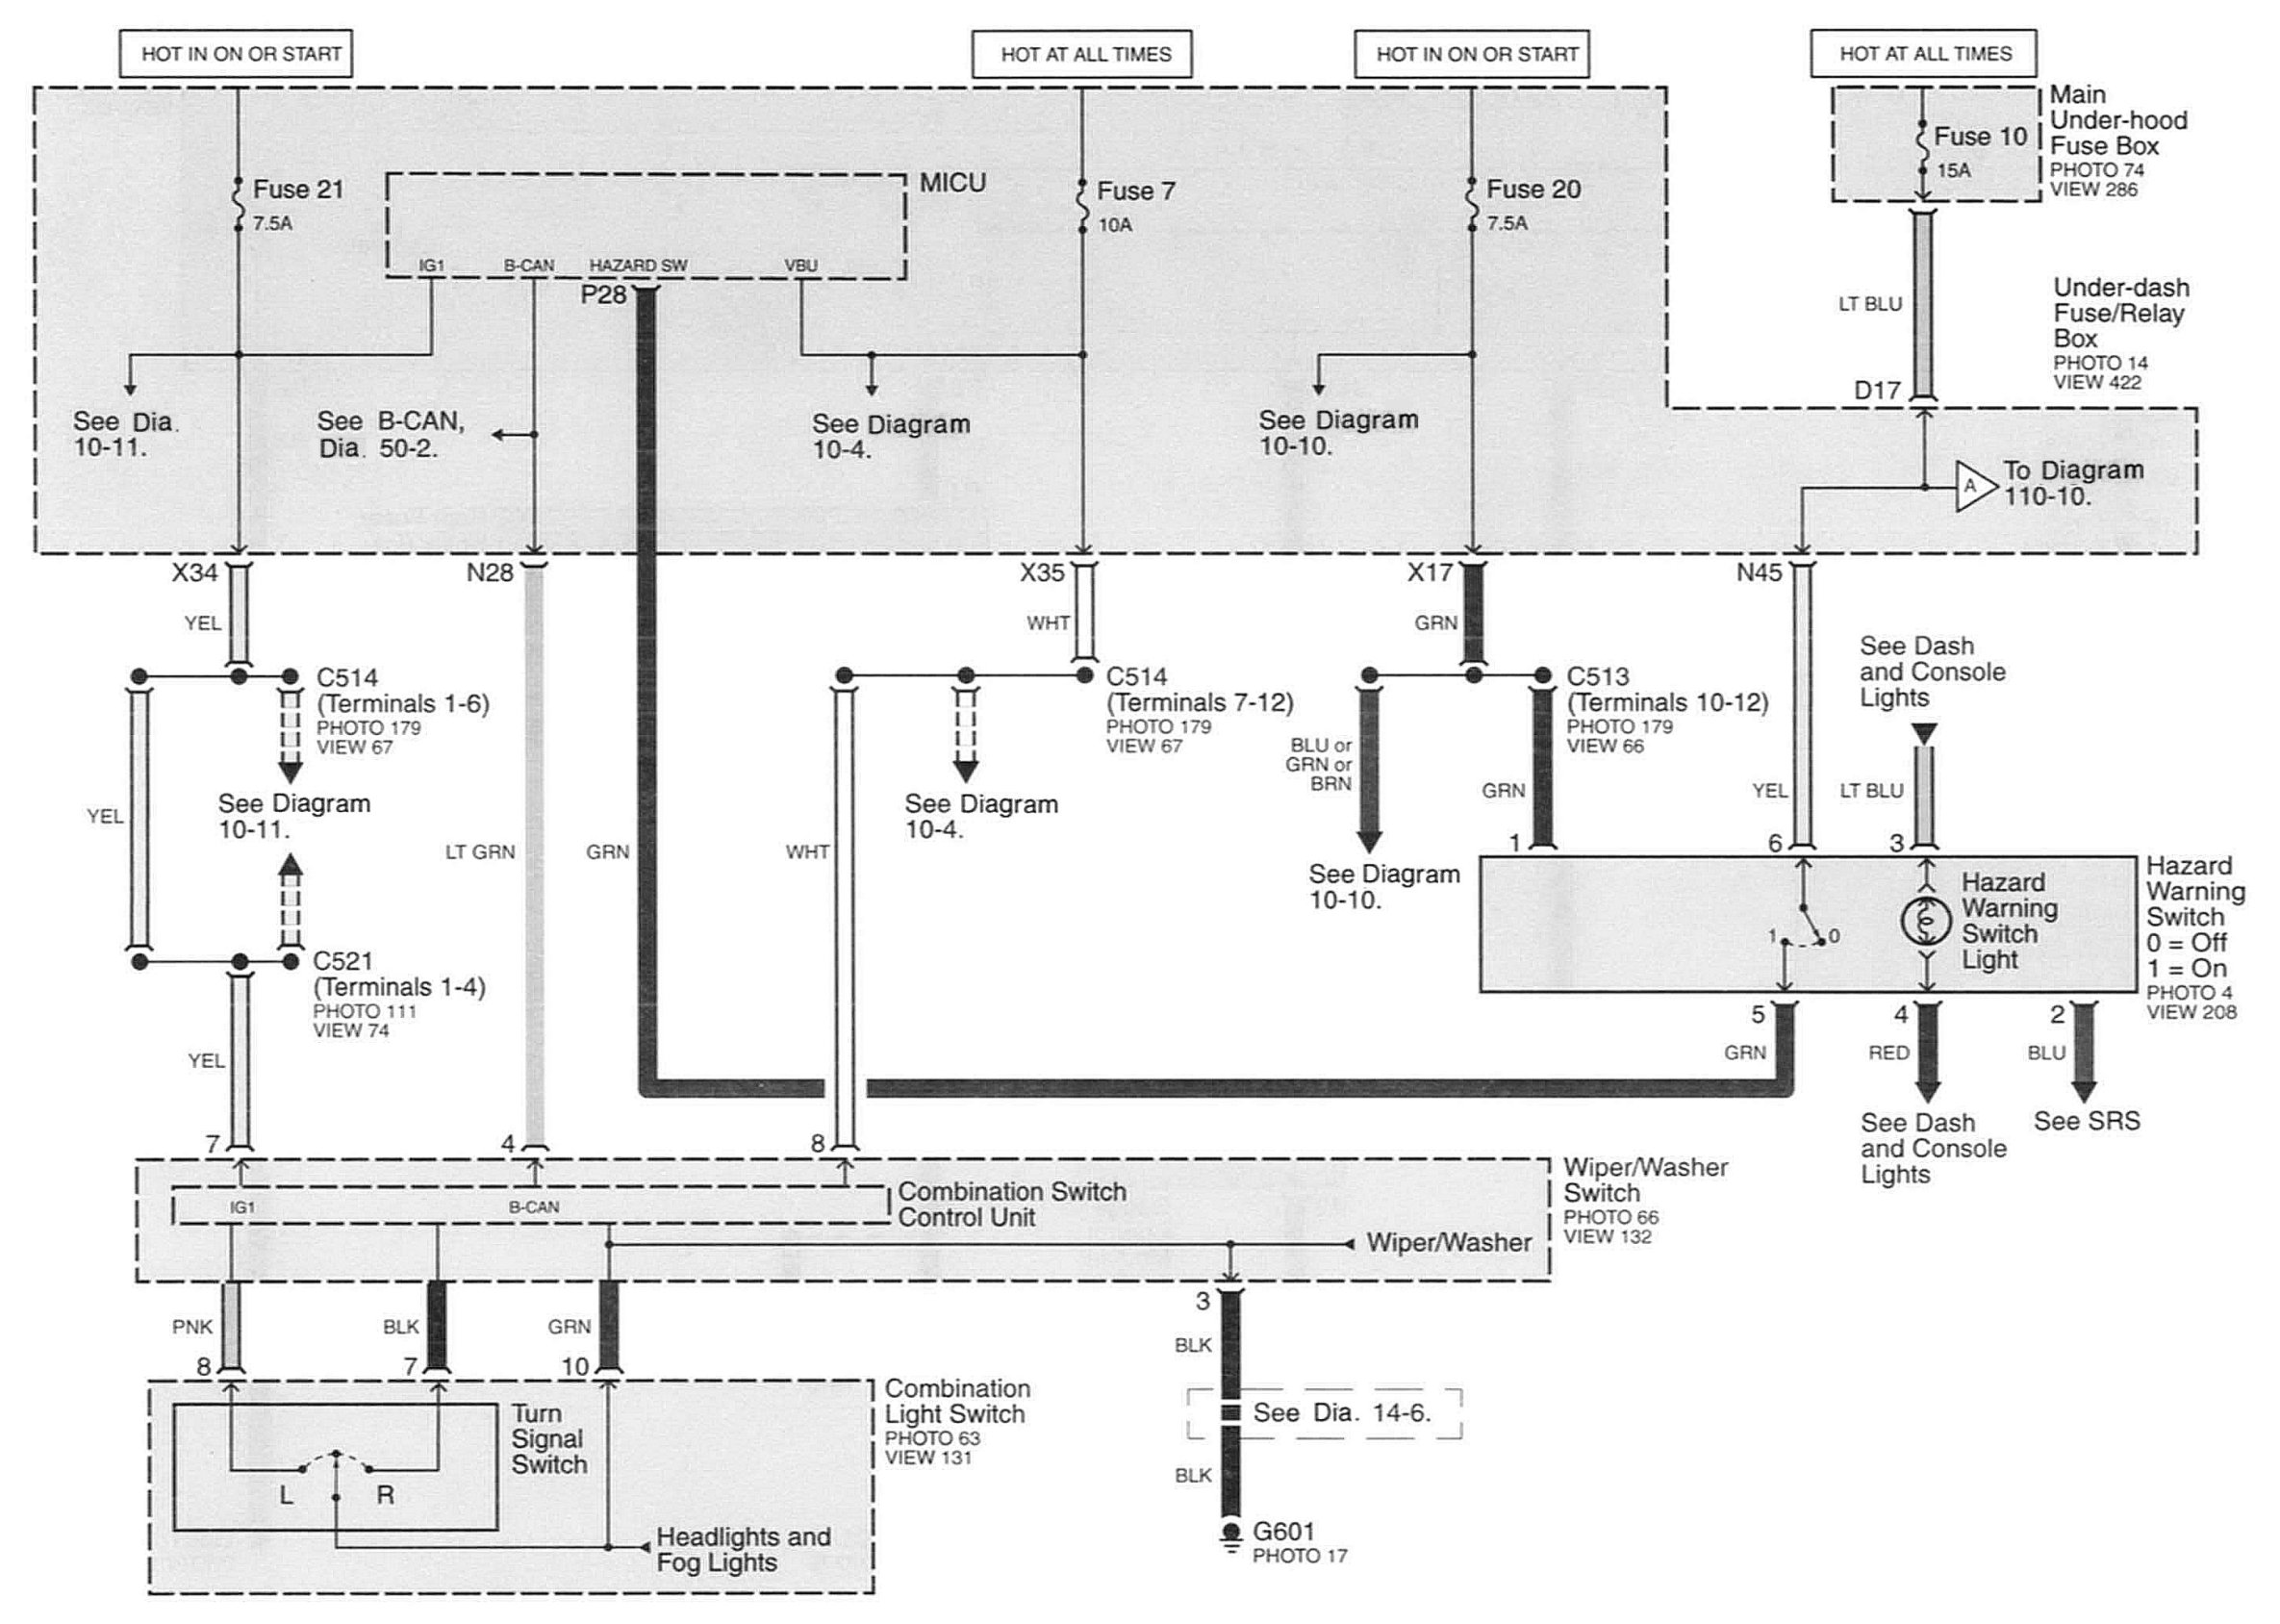 HOT IN ON OR START
HOT AT ALL TIMES
HOT IN ON OR START
HOT AT ALL TIMES
Main
Under-hood
Fuse Box
PHOTO 74
VIEW 286
Fuse 10
15A
Fuse 21
7.5A
MICU
IG1
B-CAN
HAZARD SW
VBU
P28
Fuse 7
10A
Fuse 20
7.5A
LT BLU
Under-dash
Fuse/Relay
Box
PHOTO 14
VIEW 422
D17
See Dia.
10-11.
See B-CAN,
Dia. 50-2.
See Diagram
10-4.
See Diagram
10-10.
A
To Diagram
110-10.
X34
N28
X35
X17
N45
YEL
WHT
GRN
C514
(Terminals 1-6)
PHOTO 179
VIEW 67
C514
(Terminals 7-12)
PHOTO 179
VIEW 67
C513
(Terminals 10-12)
PHOTO 179
VIEW 66
See Dash
and Console
Lights
BLU or
GRN or
BRN
See Diagram
10-11.
See Diagram
10-4.
YEL
LT GRN
GRN
WHT
GRN
YEL
LT BLU
1
6
3
See Diagram
10-10.
Hazard
Warning
Switch
Light
1
0
Hazard
Warning
Switch
0 = Off
1 = On
PHOTO 4
VIEW 208
C521
(Terminals 1-4)
PHOTO 111
VIEW 74
YEL
5
4
2
GRN
RED
BLU
See Dash
and Console
Lights
See SRS
7
4
8
IG1
B-CAN
Combination Switch
Control Unit
Wiper/Washer
Switch
PHOTO 66
VIEW 132
Wiper/Washer
PNK
BLK
GRN
3
BLK
8
7
10
Combination
Light Switch
PHOTO 63
VIEW 131
Turn
Signal
Switch
L
R
See Dia. 14-6.
BLK
Headlights and
Fog Lights
G601
PHOTO 17